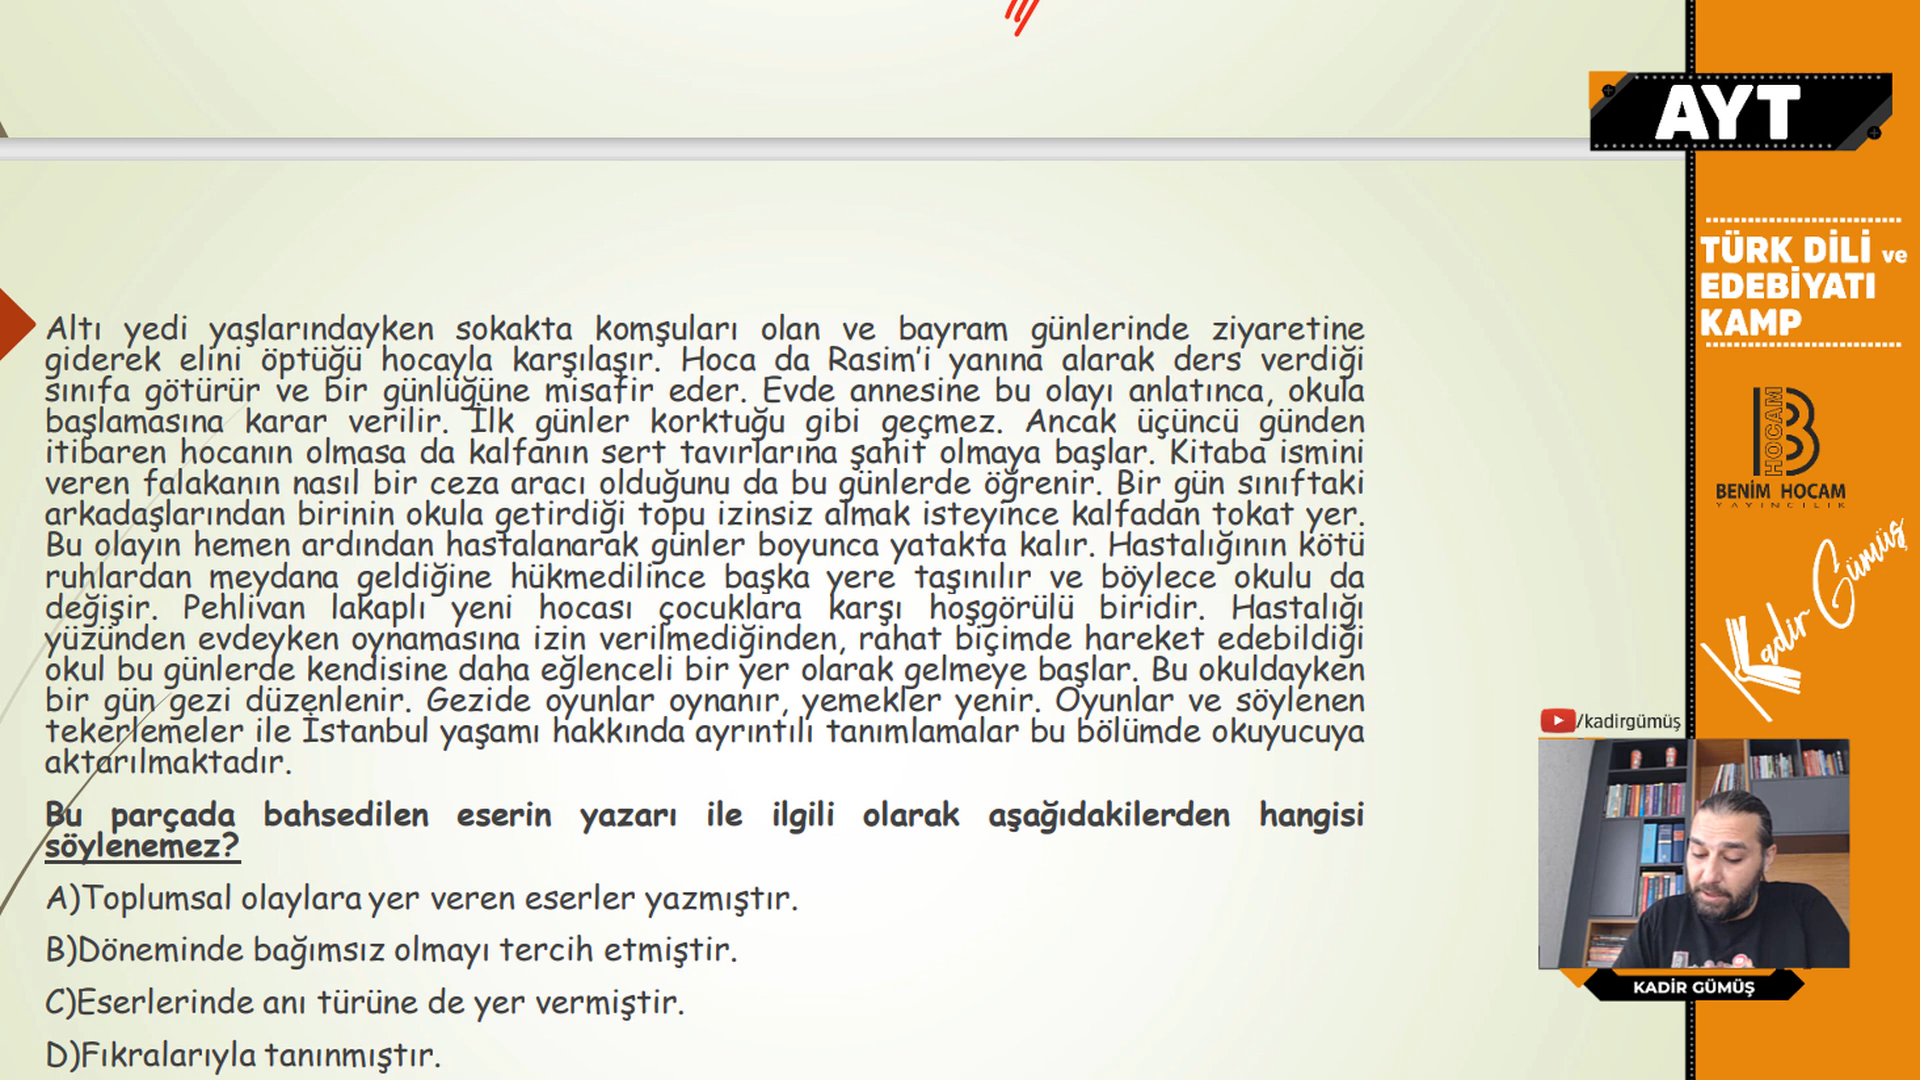 AYT
TÜRK DİLİ ve
EDEBİYATI
KAMP
HOCAM
BENİM HOCAM
YAYINCILIK
Kadir Gümüş
Altı yedi yaşlarındayken sokakta komşuları olan ve bayram günlerinde ziyaretine
giderek elini öptüğü hocayla karşılaşır. Hoca da Rasim'i yanına alarak ders verdiği
sınıfa götürür ve bir günlüğüne misafir eder. Evde annesine bu olayı anlatınca, okula
başlamasına karar verilir. İlk günler korktuğu gibi geçmez. Ancak üçüncü günden
itibaren hocanın olmasa da kalfanın sert tavırlarına şahit olmaya başlar. Kitaba ismini
veren falakanın nasıl bir ceza aracı olduğunu da bu günlerde öğrenir. Bir gün sınıftaki
arkadaşlarından birinin okula getirdiği topu izinsiz almak isteyince kalfadan tokat yer.
Bu olayın hemen ardından hastalanarak günler boyunca yatakta kalır. Hastalığının kötü
ruhlardan meydana geldiğine hükmedilince başka yere taşınılır ve böylece okulu da
değişir. Pehlivan lakaplı yeni hocası çocuklara karşı hoşgörülü biridir. Hastalığı
yüzünden evdeyken oynamasına izin verilmediğinden, rahat biçimde hareket edebildiği
okul bu günlerde kendisine daha eğlenceli bir yer olarak gelmeye başlar. Bu okuldayken
bir gün gezi düzenlenir. Gezide oyunlar oynanır, yemekler yenir. Oyunlar ve söylenen
tekerlemeler ile İstanbul yaşamı hakkında ayrıntılı tanımlamalar bu bölümde okuyucuya
aktarılmaktadır.
Bu parçada bahsedilen eserin yazarı ile ilgili olarak aşağıdakilerden hangisi
söylenemez?
A)Toplumsal olaylara yer veren eserler yazmıştır.
B)Döneminde bağımsız olmayı tercih etmiştir.
C)Eserlerinde anı türüne de yer vermiştir.
D)Fıkralarıyla tanınmıştır.
/kadirgümüş
KADİR GÜMÜŞ